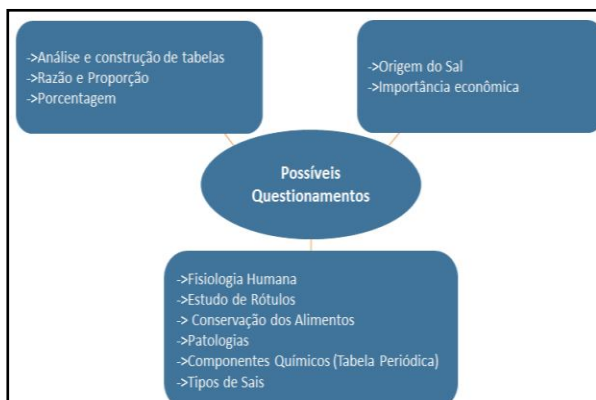 ->Análise e construção de tabelas
->Razão e Proporção
->Porcentagem
->Origem do Sal
->Importância econômica
Possíveis
Questionamentos
->Fisiologia Humana
->Estudo de Rótulos
-> Conservação dos Alimentos
->Patologias
->Componentes Químicos (Tabela Periódica)
->Tipos de Sais